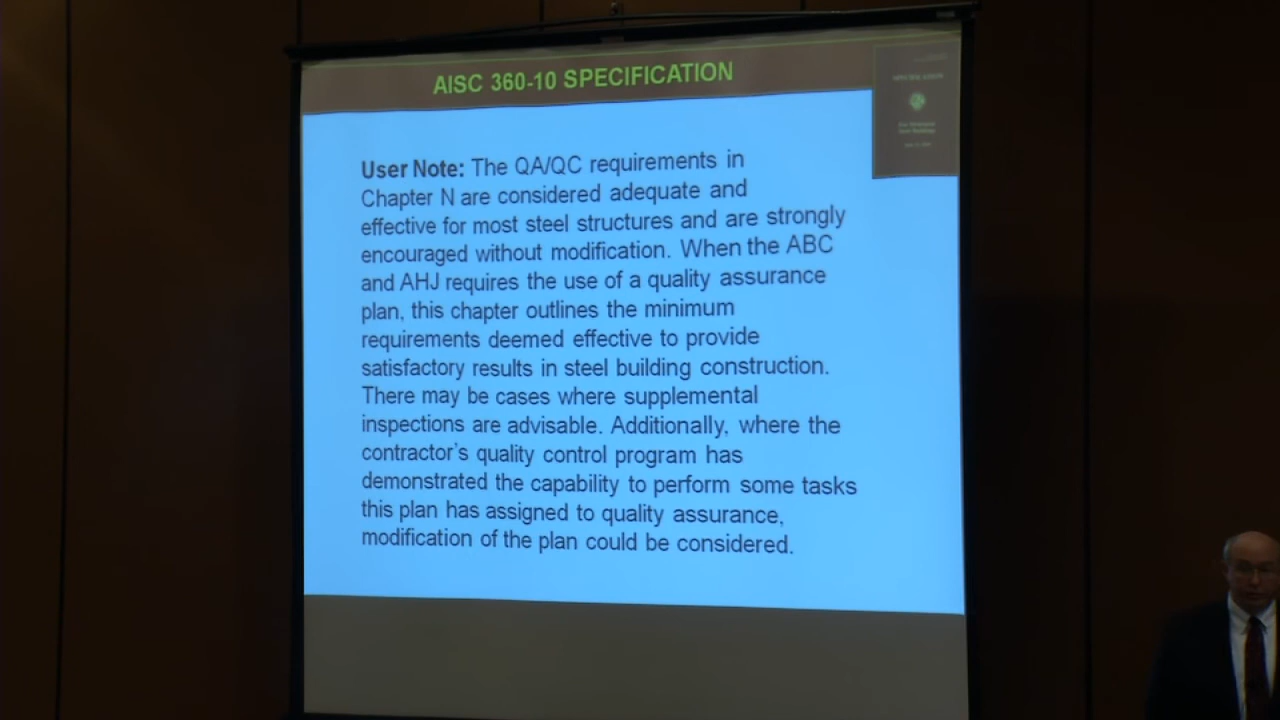 AISC 360-10 SPECIFICATION
User Note: The QA/QC requirements in
Chapter N are considered adequate and
effective for most steel structures and are strongly
encouraged without modification. When the ABC
and AHJ requires the use of a quality assurance
plan, this chapter outlines the minimum
requirements deemed effective to provide
satisfactory results in steel building construction.
There may be cases where supplemental
inspections are advisable. Additionally, where the
contractor's quality control program has
demonstrated the capability to perform some tasks
this plan has assigned to quality assurance,
modification of the plan could be considered.